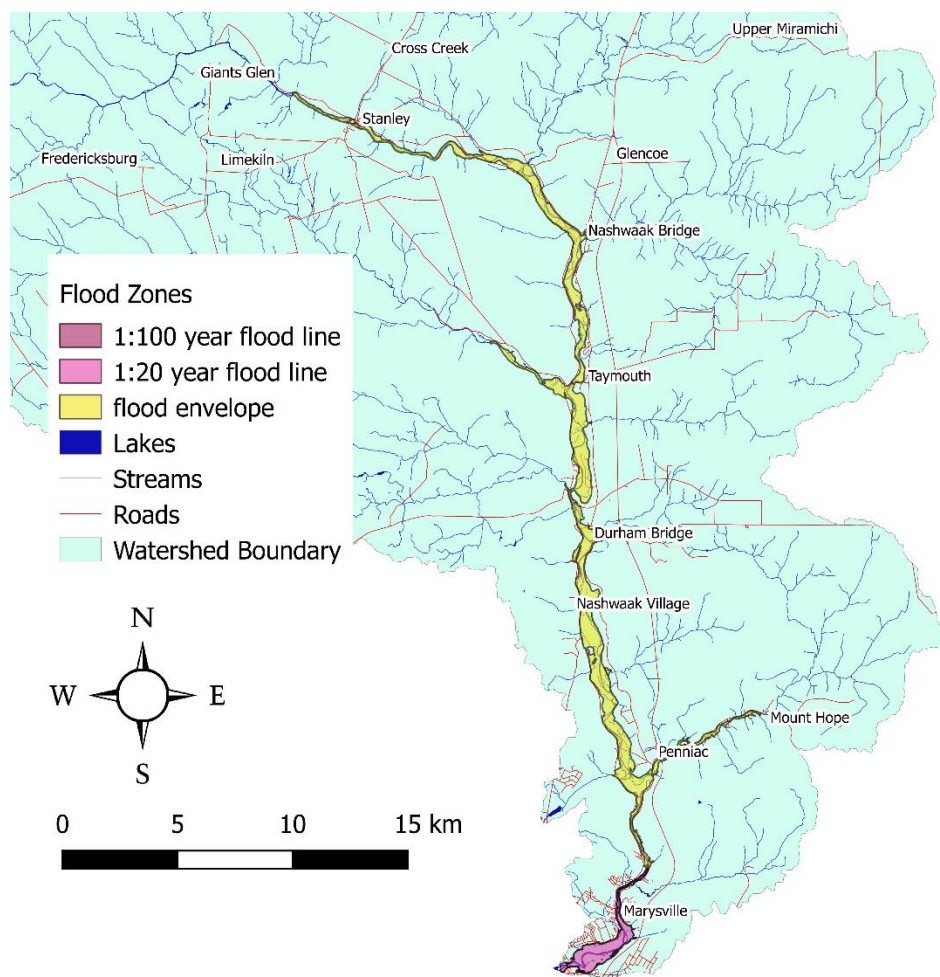 Upper Miramichi
Cross Creek
Giants Glen
Stanley
Fredericksburg
Limekiln
Glencoe
Nashwaak Bridge
Flood Zones
1:100 year flood line
1:20 year flood line
flood envelope
Lakes
Streams
Roads
Watershed Boundary
Taymouth
Durham Bridge
Nashwaak Village
N
W E
S
Mount Hope
Penniac
0 5 10 15 km
Marysville